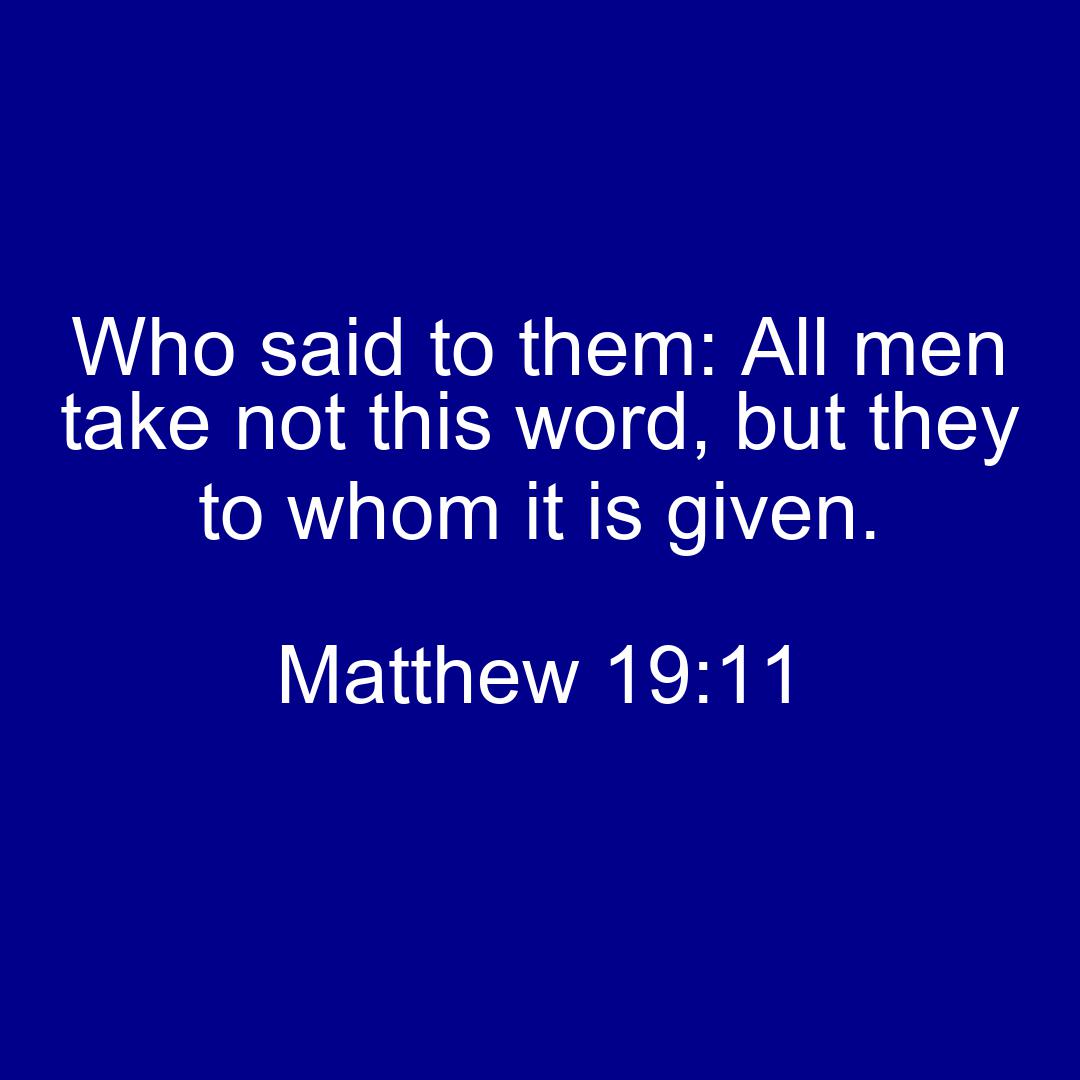 Who said to them: All men
take not this word, but they
to whom it is given.
Matthew 19:11